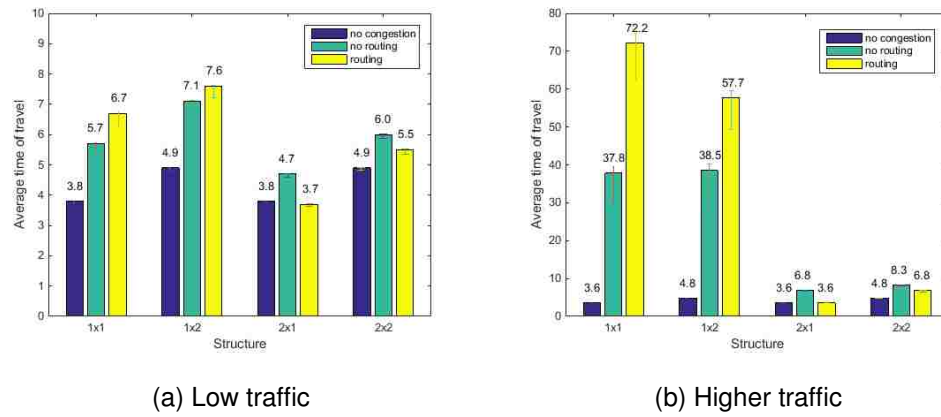 10
9
8
7
6
5
4
3
2
1
0
Average time of travel
3.8
5.7
6.7
4.9
7.1
7.6
3.8
4.7
3.7
4.9
6.0
5.5
no congestion
no routing
routing
1x1
1x2
2x1
2x2
Structure
(a) Low traffic
80
70
60
50
40
30
20
10
0
Average time of travel
3.6
37.8
72.2
4.8
38.5
57.7
3.6
6.8
3.6
4.8
8.3
6.8
no congestion
no routing
routing
1x1
1x2
2x1
2x2
Structure
(b) Higher traffic